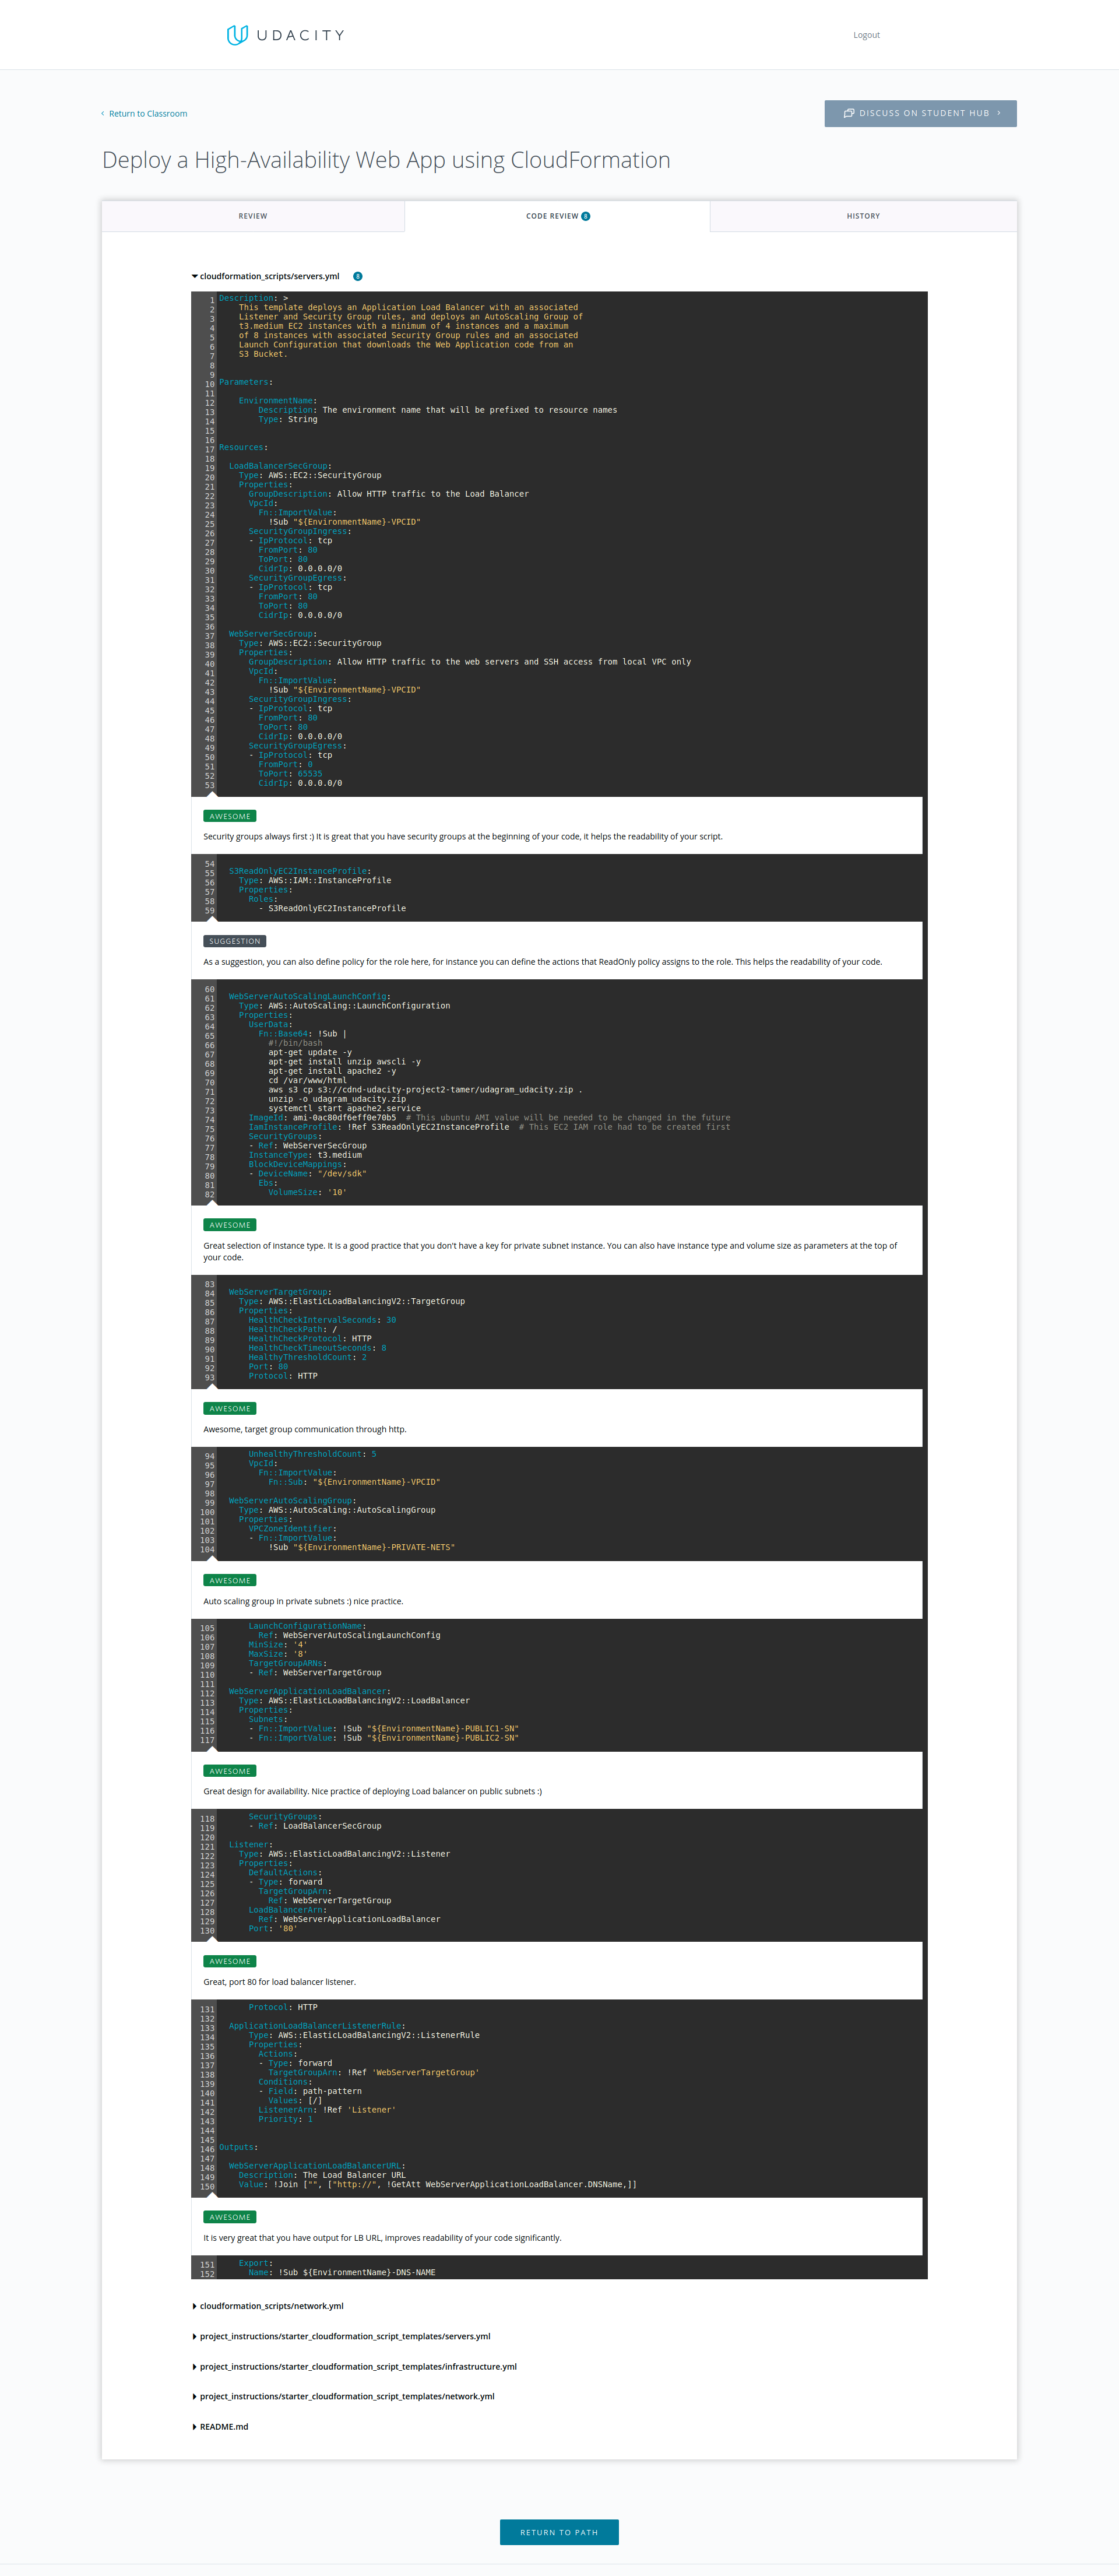 UDACITY
Logout
Return to Classroom
DISCUSS ON STUDENT HUB
Deploy a High-Availability Web App using CloudFormation
REVIEW
CODE REVIEW 8
HISTORY
cloudformation_scripts/servers.yml 8
1 Description: >
2 This template deploys an Application Load Balancer with an associated
3 Listener and Security Group rules, and deploys an AutoScaling Group of
4 t3.medium EC2 instances with a minimum of 4 instances and a maximum
5 of 8 instances with associated Security Group rules and an associated
6 Launch Configuration that downloads the Web Application code from an
7 S3 Bucket.
8
9
10 Parameters:
11
12 EnvironmentName:
13 Description: The environment name that will be prefixed to resource names
14 Type: String
15
16
17 Resources:
18
19 LoadBalancerSecGroup:
20 Type: AWS::EC2::SecurityGroup
21 Properties:
22 GroupDescription: Allow HTTP traffic to the Load Balancer
23 VpcId:
24 Fn::ImportValue:
25 !Sub "${EnvironmentName}-VPCID"
26 SecurityGroupIngress:
27 - IpProtocol: tcp
28 FromPort: 80
29 ToPort: 80
30 CidrIp: 0.0.0.0/0
31 SecurityGroupEgress:
32 - IpProtocol: tcp
33 FromPort: 80
34 ToPort: 80
35 CidrIp: 0.0.0.0/0
36
37 WebServerSecGroup:
38 Type: AWS::EC2::SecurityGroup
39 Properties:
40 GroupDescription: Allow HTTP traffic to the web servers and SSH access from local VPC only
41 VpcId:
42 Fn::ImportValue:
43 !Sub "${EnvironmentName}-VPCID"
44 SecurityGroupIngress:
45 - IpProtocol: tcp
46 FromPort: 80
47 ToPort: 80
48 CidrIp: 0.0.0.0/0
49 SecurityGroupEgress:
50 - IpProtocol: tcp
51 FromPort: 0
52 ToPort: 65535
53 CidrIp: 0.0.0.0/0
AWESOME
Security groups always first :) It is great that you have security groups at the beginning of your code, it helps the readability of your script.
54
55 S3ReadOnlyEC2InstanceProfile:
56 Type: AWS::IAM::InstanceProfile
57 Properties:
58 Roles:
59 - S3ReadOnlyEC2InstanceProfile
SUGGESTION
As a suggestion, you can also define policy for the role here, for instance you can define the actions that ReadOnly policy assigns to the role. This helps the readability of your code.
60
61 WebServerAutoScalingLaunchConfig:
62 Type: AWS::AutoScaling::LaunchConfiguration
63 Properties:
64 UserData:
65 Fn::Base64: !Sub |
66 #!/bin/bash
67 apt-get update -y
68 apt-get install unzip awscli -y
69 apt-get install apache2 -y
70 cd /var/www/html
71 aws s3 cp s3://cdnd-udacity-project2-tamer/udagram_udacity.zip .
72 unzip -o udagram_udacity.zip
73 systemctl start apache2.service
74 ImageId: ami-0ac80df6eff0e70b5 # This ubuntu AMI value will be needed to be changed in the future
75 IamInstanceProfile: !Ref S3ReadOnlyEC2InstanceProfile # This EC2 IAM role had to be created first
76 SecurityGroups:
77 - Ref: WebServerSecGroup
78 InstanceType: t3.medium
79 BlockDeviceMappings:
80 - DeviceName: "/dev/sdk"
81 Ebs:
82 VolumeSize: '10'
AWESOME
Great selection of instance type. It is a good practice that you don't have a key for private subnet instance. You can also have instance type and volume size as parameters at the top of
your code.
83
84 WebServerTargetGroup:
85 Type: AWS::ElasticLoadBalancingV2::TargetGroup
86 Properties:
87 HealthCheckIntervalSeconds: 30
88 HealthCheckPath: /
89 HealthCheckProtocol: HTTP
90 HealthCheckTimeoutSeconds: 8
91 HealthyThresholdCount: 2
92 Port: 80
93 Protocol: HTTP
AWESOME
Awesome, target group communication through http.
94 UnhealthyThresholdCount: 5
95 VpcId:
96 Fn::ImportValue:
97 Fn::Sub: "${EnvironmentName}-VPCID"
98
99 WebServerAutoScalingGroup:
100 Type: AWS::AutoScaling::AutoScalingGroup
101 Properties:
102 VPCZoneIdentifier:
103 - Fn::ImportValue:
104 !Sub "${EnvironmentName}-PRIVATE-NETS"
AWESOME
Auto scaling group in private subnets :) nice practice.
105 LaunchConfigurationName:
106 Ref: WebServerAutoScalingLaunchConfig
107 MinSize: '4'
108 MaxSize: '8'
109 TargetGroupARNs:
110 - Ref: WebServerTargetGroup
111
112 WebServerApplicationLoadBalancer:
113 Type: AWS::ElasticLoadBalancingV2::LoadBalancer
114 Properties:
115 Subnets:
116 - Fn::ImportValue: !Sub "${EnvironmentName}-PUBLIC1-SN"
117 - Fn::ImportValue: !Sub "${EnvironmentName}-PUBLIC2-SN"
AWESOME
Great design for availability. Nice practice of deploying Load balancer on public subnets :)
118 SecurityGroups:
119 - Ref: LoadBalancerSecGroup
120
121 Listener:
122 Type: AWS::ElasticLoadBalancingV2::Listener
123 Properties:
124 DefaultActions:
125 - Type: forward
126 TargetGroupArn:
127 Ref: WebServerTargetGroup
128 LoadBalancerArn:
129 Ref: WebServerApplicationLoadBalancer
130 Port: '80'
AWESOME
Great, port 80 for load balancer listener.
131 Protocol: HTTP
132
133 ApplicationLoadBalancerListenerRule:
134 Type: AWS::ElasticLoadBalancingV2::ListenerRule
135 Properties:
136 Actions:
137 - Type: forward
138 TargetGroupArn: !Ref 'WebServerTargetGroup'
139 Conditions:
140 - Field: path-pattern
141 Values: [/]
142 ListenerArn: !Ref 'Listener'
143 Priority: 1
144
145
146 Outputs:
147
148 WebServerApplicationLoadBalancerURL:
149 Description: The Load Balancer URL
150 Value: !Join ["", ["http://", !GetAtt WebServerApplicationLoadBalancer.DNSName,]]
AWESOME
It is very great that you have output for LB URL, improves readability of your code significantly.
151 Export:
152 Name: !Sub ${EnvironmentName}-DNS-NAME
cloudformation_scripts/network.yml
project_instructions/starter_cloudformation_script_templates/servers.yml
project_instructions/starter_cloudformation_script_templates/infrastructure.yml
project_instructions/starter_cloudformation_script_templates/network.yml
README.md
RETURN TO PATH